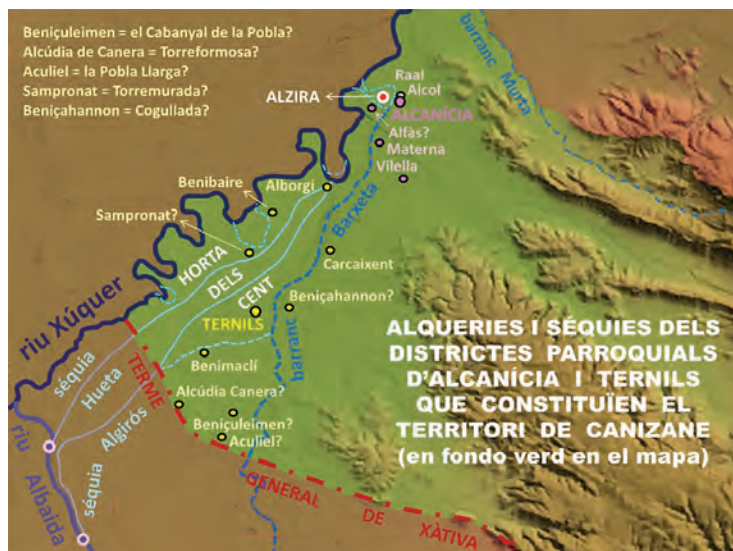 Beniçuleimen = el Cabanyal de la Pobla?
Alcúdia de Canera = Torreformosa?
Aculiel = la Pobla Llarga?
Sampronat = Torremurada?
Beniçahannon = Cogullada?
barranc Murta
Raal
Alcol
ALZIRA
ALCANÍCIA
Alfàs?
Materna
Vilella
Benibaire
Alborgí
Barxeta
Sampronat?
HORTA
DELS
CENT
Carcaixent
Beniçahannon?
TERNILS
riu Xúquer
barranc
Benimaclí
séquia
Hueta
TERME
Alcúdia Canera?
Algirós
Beniçuleimen?
Aculiel?
riu
Albaida
séquia
GENERAL DE XÀTIVA
ALQUERIES I SÉQUIES DELS
DISTRICTES PARROQUIALS
D'ALCANÍCIA I TERNILS
QUE CONSTITUÏEN EL
TERRITORI DE CANIZANE
(en fondo verd en el mapa)